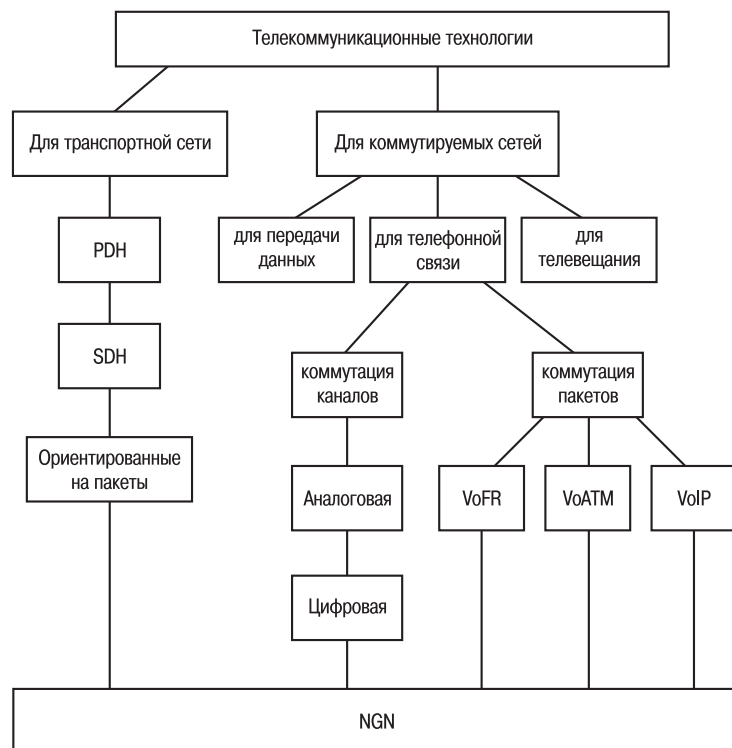 Телекоммуникационные технологии
Для транспортной сети
Для коммутируемых сетей
PDH
для передачи
данных
для телефонной
связи
для
телевещания
SDH
коммутация
каналов
коммутация
пакетов
Ориентированные
на пакеты
Аналоговая
VoFR
VoATM
VoIP
Цифровая
NGN